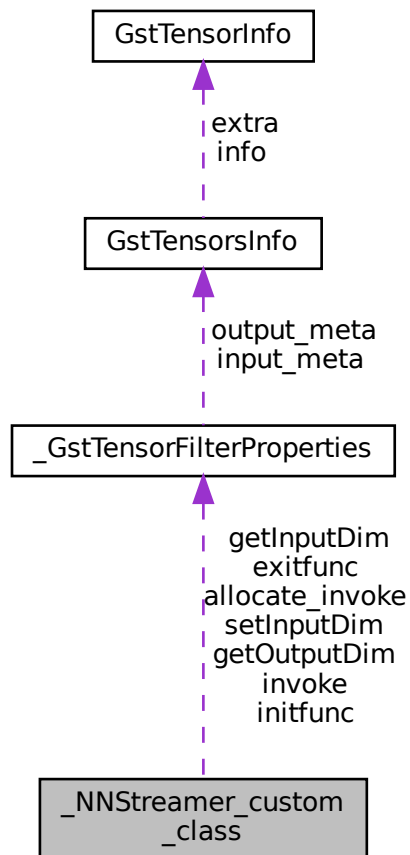 GstTensorInfo
extra
info
GstTensorsInfo
output_meta
input_meta
_GstTensorFilterProperties
getInputDim
exitfunc
allocate_invoke
setInputDim
getOutputDim
invoke
initfunc
_NNStreamer_custom
_class